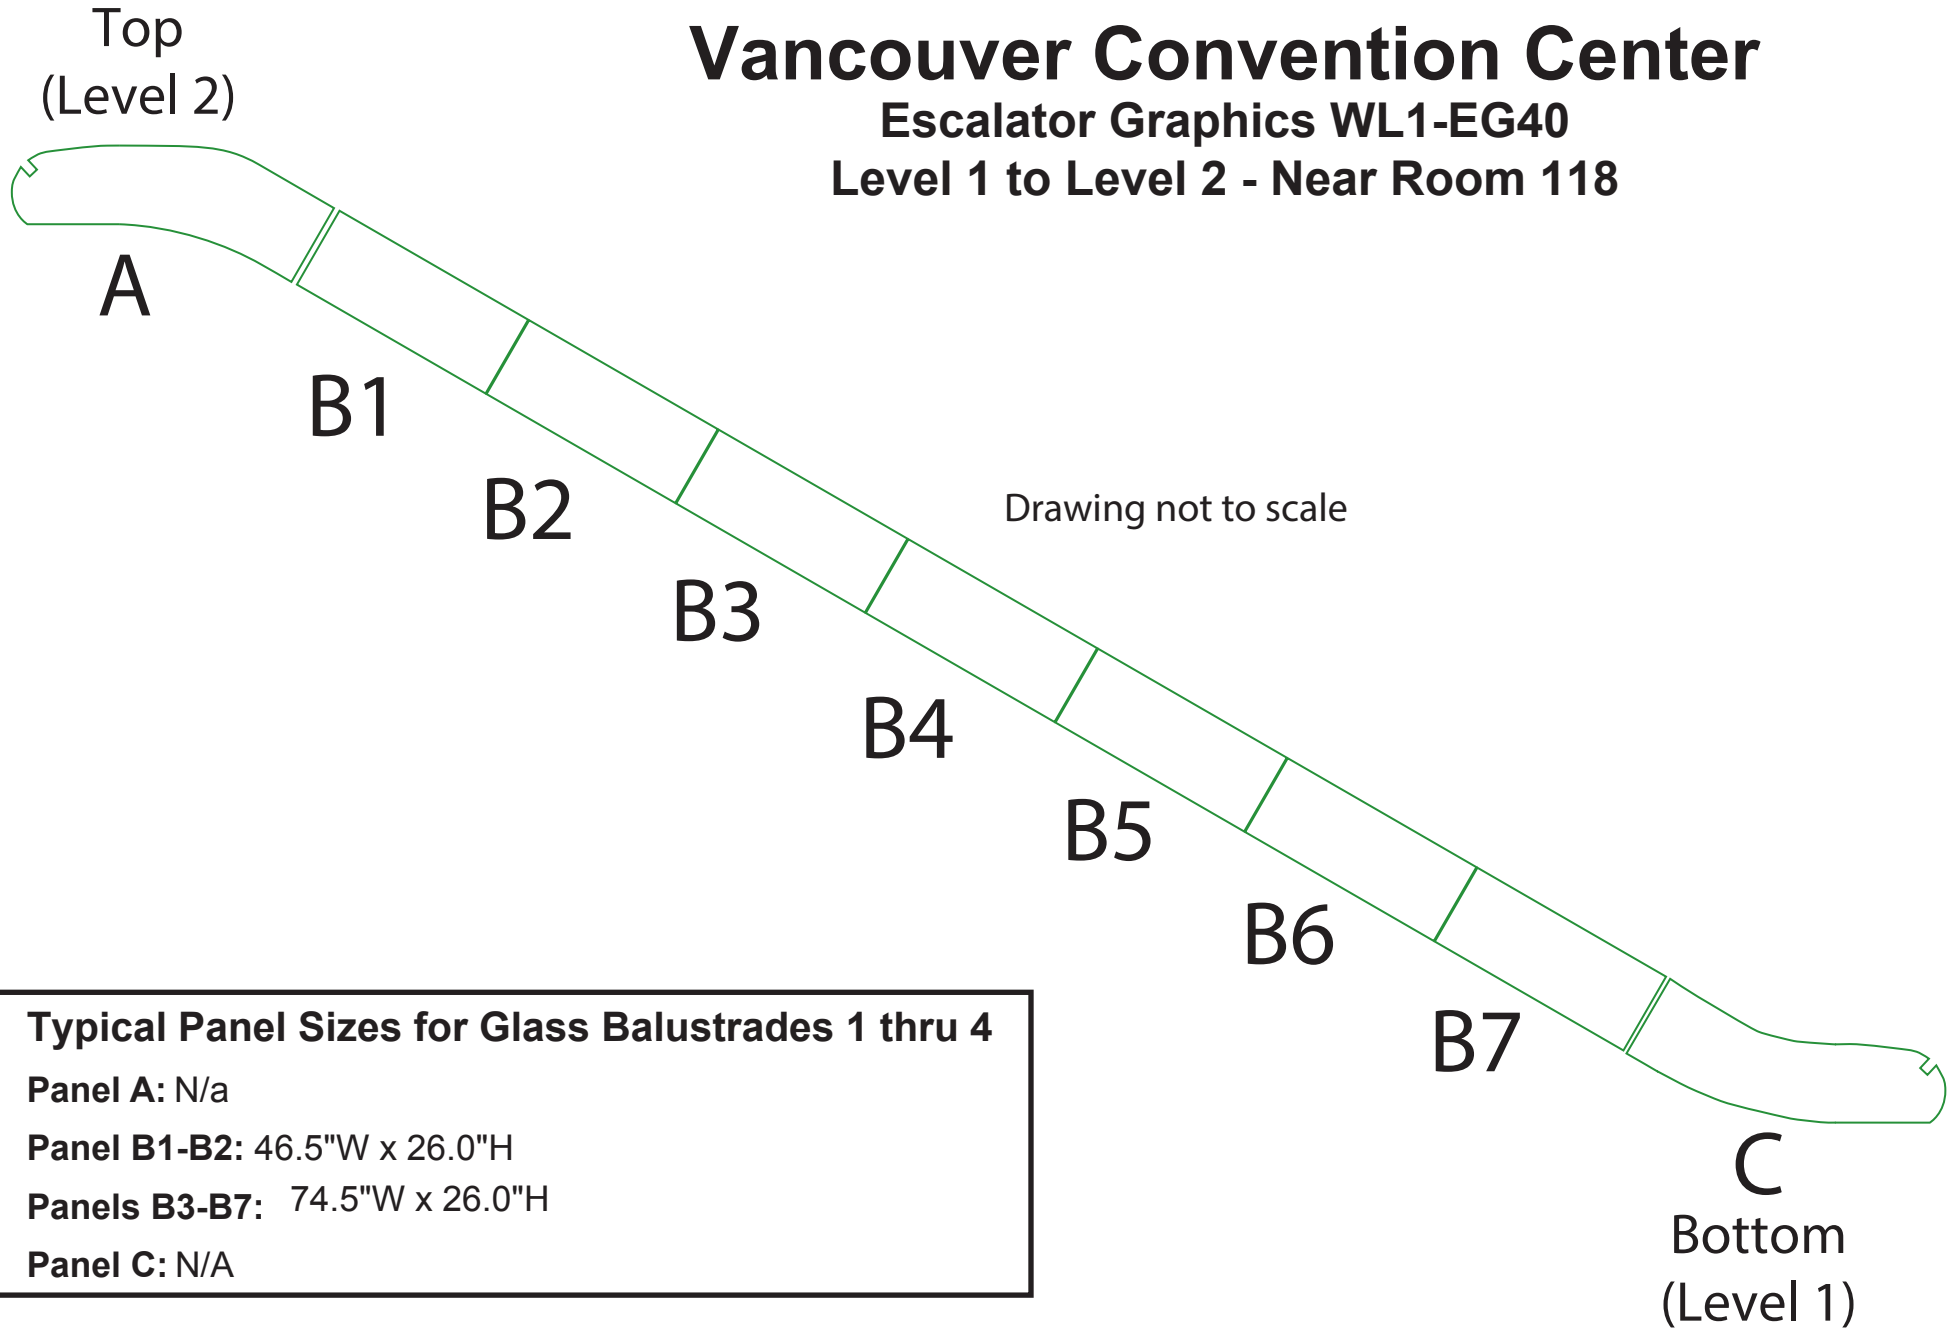 Top
(Level 2)
Vancouver Convention Center
Escalator Graphics WL1-EG40
Level 1 to Level 2 - Near Room 118
A
B1
B2
Drawing not to scale
B3
B4
B5
B6
B7
Typical Panel Sizes for Glass Balustrades 1 thru 4
Panel A: N/a
Panel B1-B2: 46.5"W x 26.0"H
Panels B3-B7: 74.5"W x 26.0"H
Panel C: N/A
C
Bottom
(Level 1)